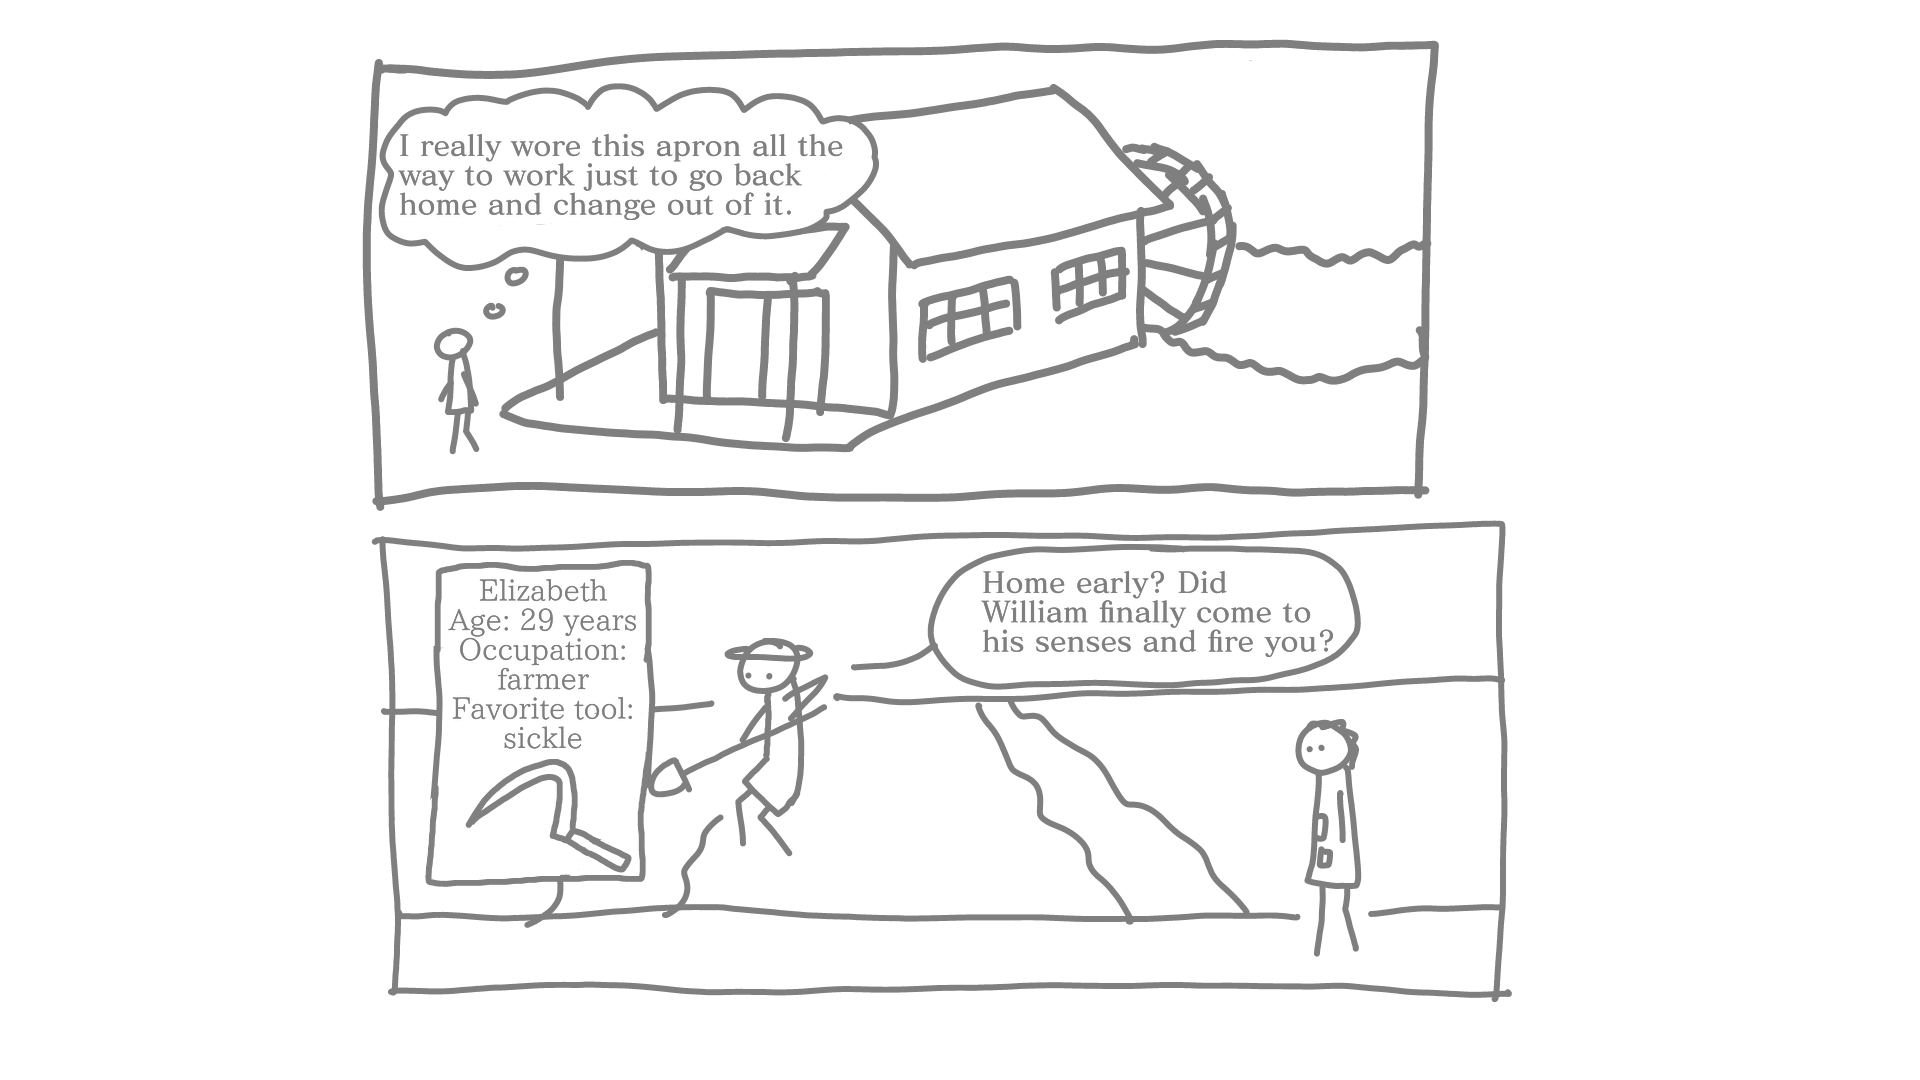 I really wore this apron all the
way to work just to go back
home and change out of it.
Elizabeth
Age: 29 years
Occupation:
farmer
Favorite tool:
sickle
Home early? Did
William finally come to
his senses and fire you?